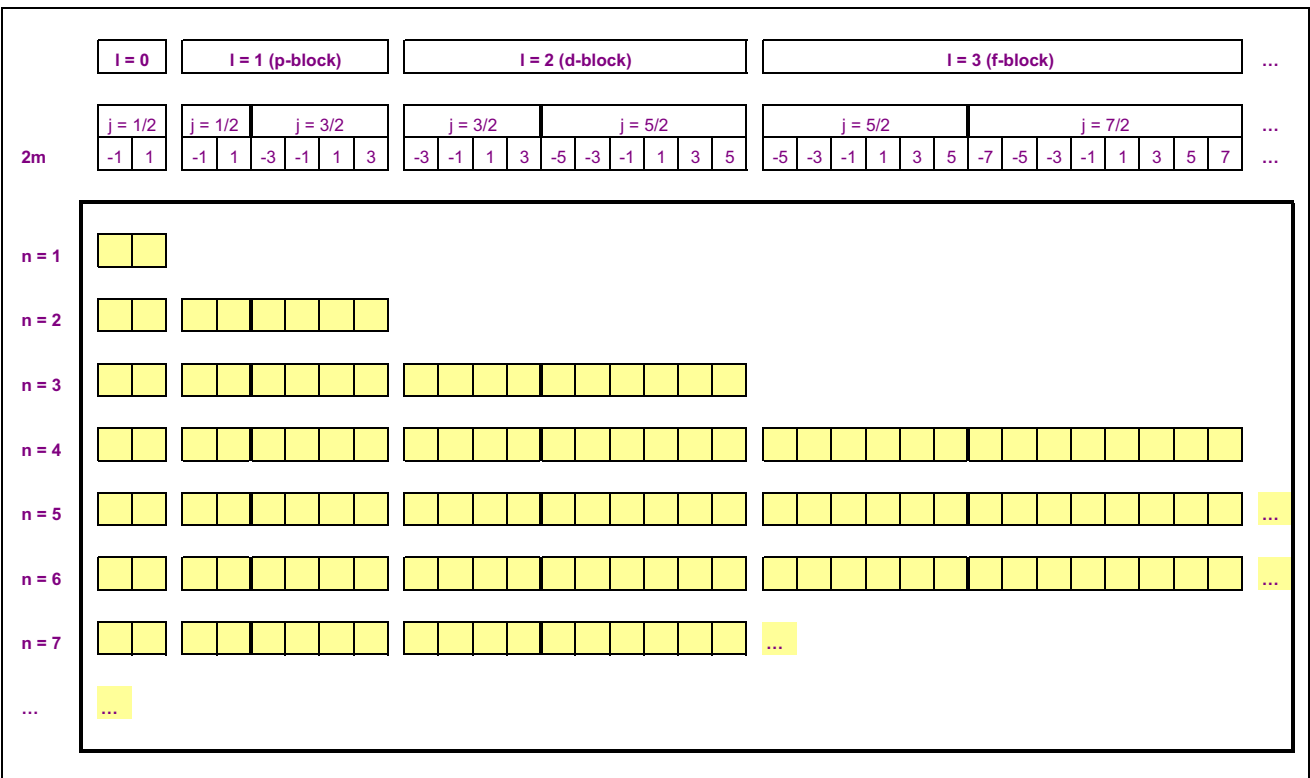 l = 0 l = 1 (p-block) l = 2 (d-block) l = 3 (f-block) ...
j = 1/2 j = 1/2 j = 3/2 j = 3/2 j = 5/2 j = 5/2 j = 7/2 ...
2m -1 1 -1 1 -3 -1 1 3 -3 -1 1 3 -5 -3 -1 1 3 5 -5 -3 -1 1 3 5 -7 -5 -3 -1 1 3 5 7 ...
n = 1
n = 2
n = 3
n = 4
n = 5 ...
n = 6 ...
n = 7 ...
... ...